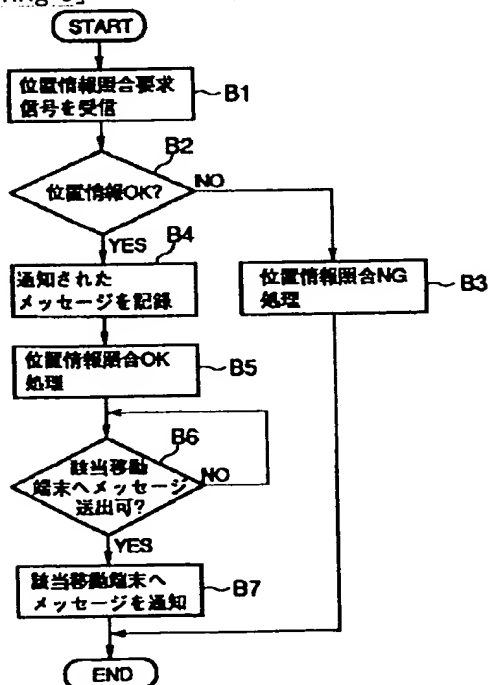 START
位置情報照合要求
信号を受信
B1
B2
位置情報OK?
NO
YES
B4
通知された
メッセージを記録
位置情報照合NG
処理
B3
位置情報照合OK
処理
B5
B6
該当移動
端末へメッセージ
送出可?
NO
YES
該当移動端末へ
メッセージを通知
B7
END